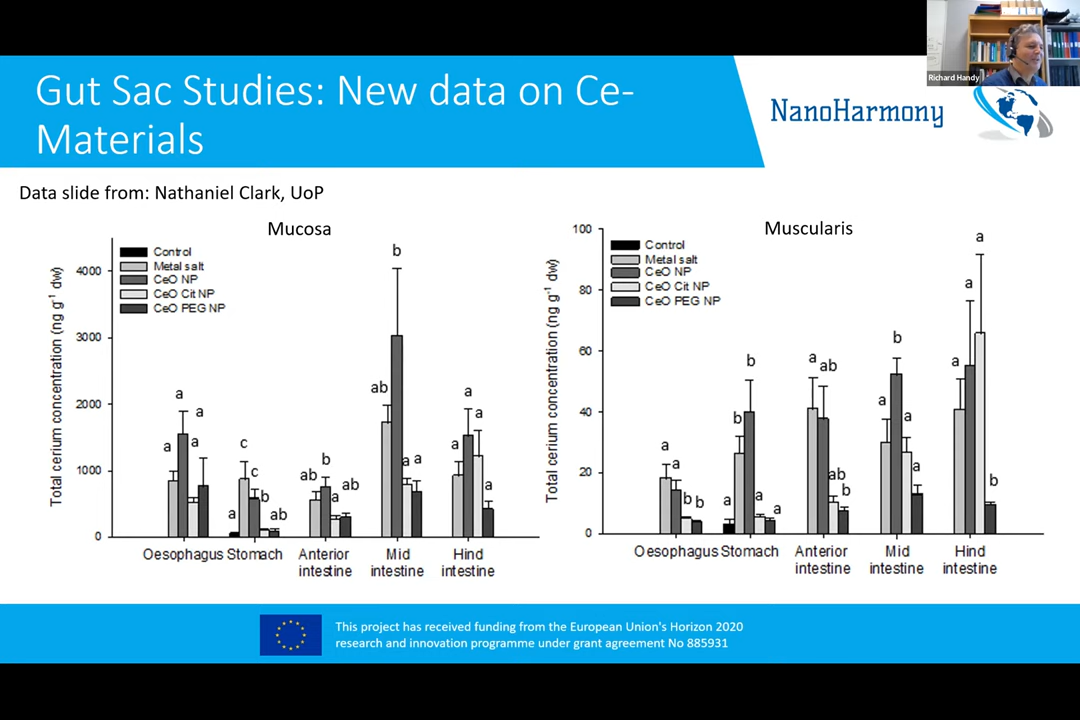 Richard Handy
Gut Sac Studies: New data on Ce-
Materials
NanoHarmony
Data slide from: Nathaniel Clark, UoP
Mucosa
Total cerium concentration (ng g⁻¹ dw)
4000
3000
2000
1000
0
Control
Metal salt
CeO NP
CeO Cit NP
CeO PEG NP
a a a a
a c c b ab
ab b a ab
ab b a a
a a a a
Oesophagus Stomach Anterior intestine Mid intestine Hind intestine
Muscularis
Total cerium concentration (ng g⁻¹ dw)
100
80
60
40
20
0
Control
Metal salt
CeO NP
CeO Cit NP
CeO PEG NP
a a b b
a b b a a
a ab ab b
a b a a
a a a b
Oesophagus Stomach Anterior intestine Mid intestine Hind intestine
This project has received funding from the European Union's Horizon 2020
research and innovation programme under grant agreement No 885931